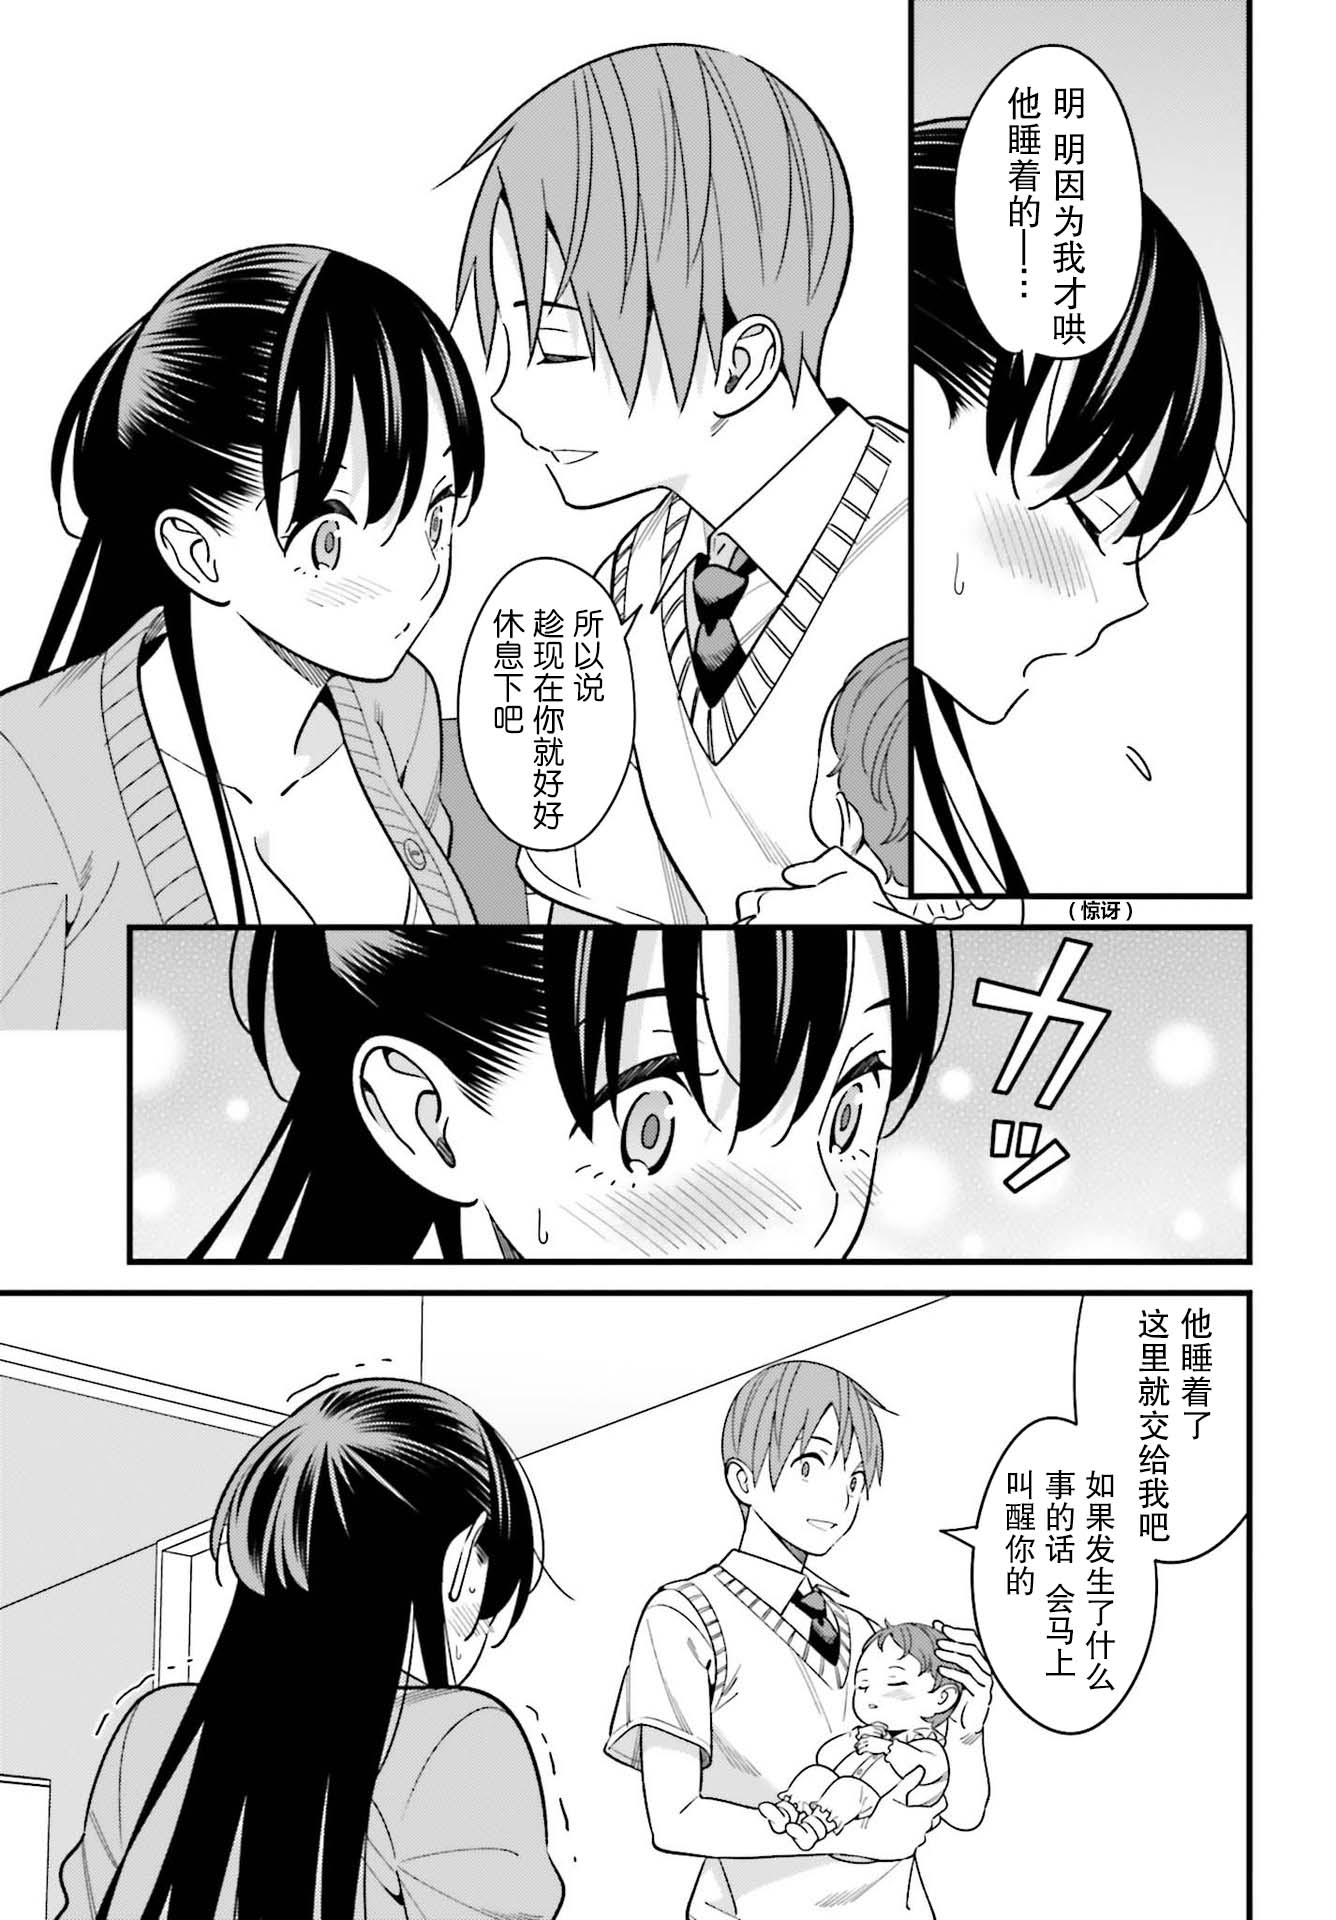 明 明因为我才哄
他睡着的—……
所以说
趁现在你就好好
休息下吧
（惊讶）
カッ
他睡着了
这里就交给我吧
如果发生了什么
事的话 会马上
叫醒你的